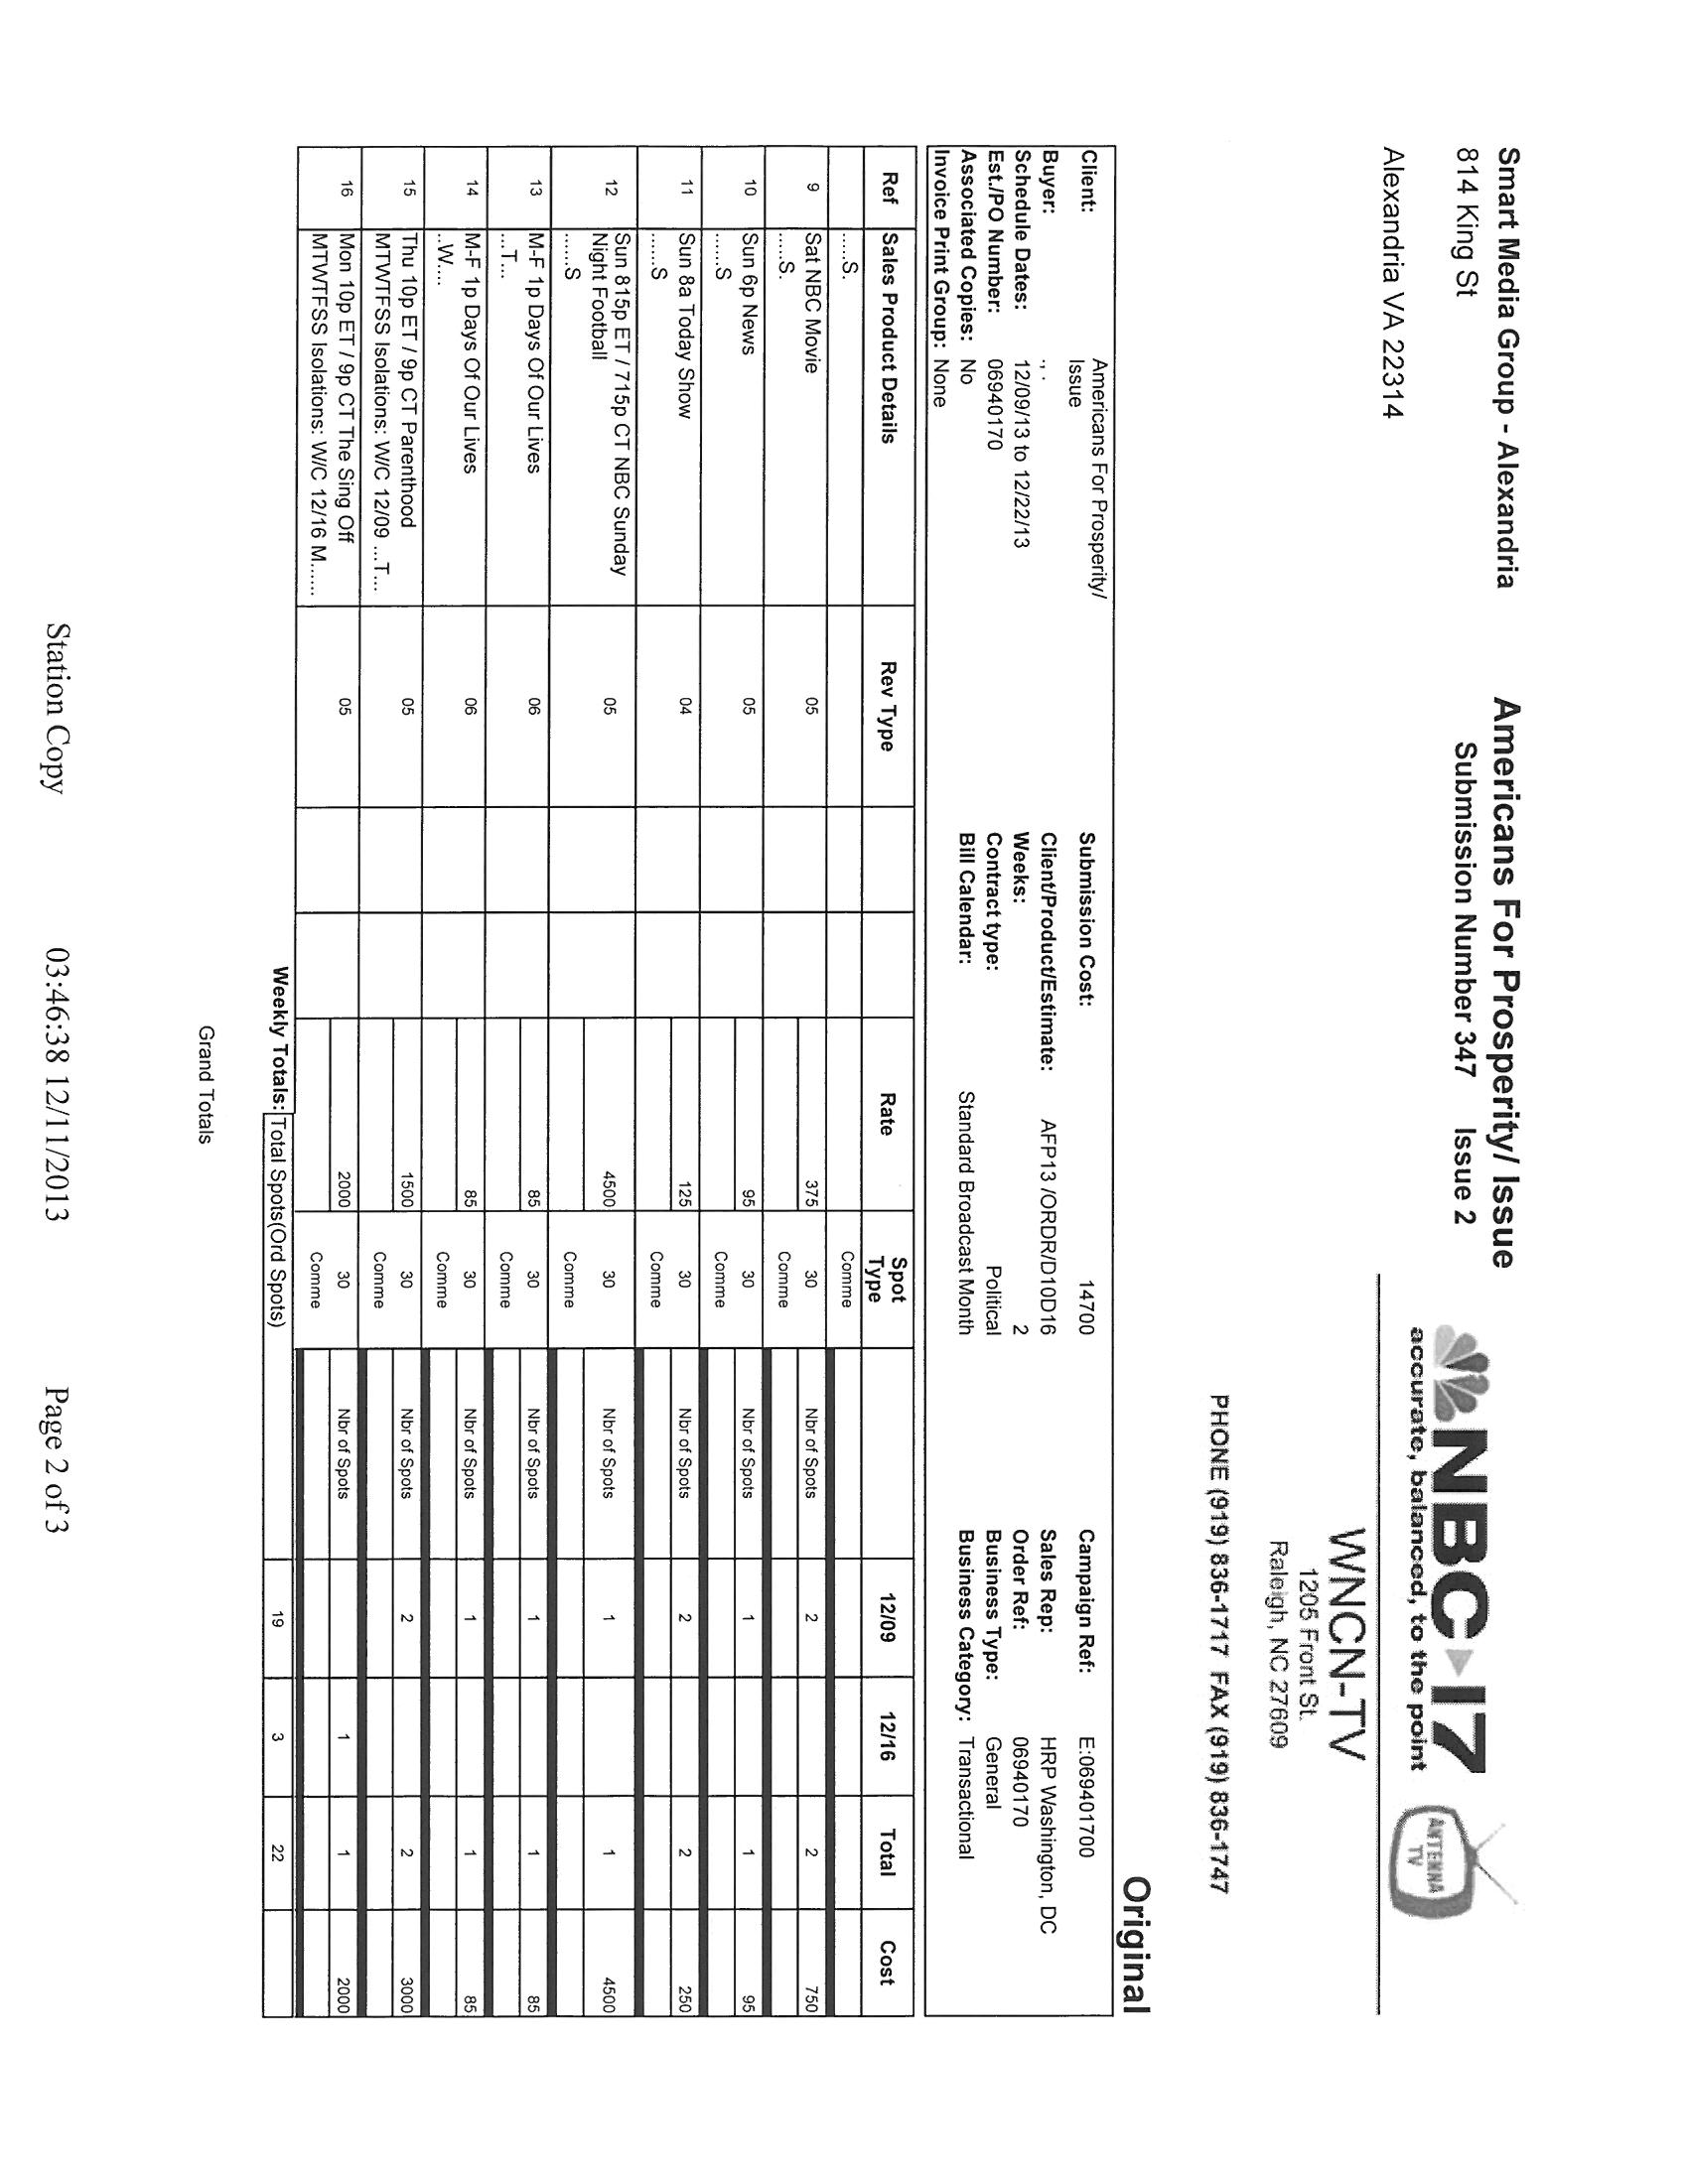 Smart Media Group - Alexandria
814 King St
Alexandria VA 22314
Americans For Prosperity/ Issue
Submission Number 347 Issue 2
NBC 17
accurate, balanced, to the point
ANTENNA TV
WNCN-TV
1205 Front St.
Raleigh, NC 27609
PHONE (919) 836-1717 FAX (919) 836-1747
Original
Client: Americans For Prosperity/ Issue Submission Cost: 14700 Campaign Ref: E:06940170O
Buyer: ., . Client/Product/Estimate: AFP13 /ORDR/D10D16 Sales Rep: HRP Washington, DC
Schedule Dates: 12/09/13 to 12/22/13 Weeks: 2 Order Ref: 06940170
Est./PO Number: 06940170 Contract type: Political Business Type: General
Associated Copies: No Bill Calendar: Standard Broadcast Month Business Category: Transactional
Invoice Print Group: None
Ref Sales Product Details Rev Type Rate Spot Type 12/09 12/16 Total Cost
.....S. Comme
9 Sat NBC Movie 05 375 30 Nbr of Spots 2 2 750
.....S. Comme
10 Sun 6p News 05 95 30 Nbr of Spots 1 1 95
......S Comme
11 Sun 8a Today Show 04 125 30 Nbr of Spots 2 2 250
......S Comme
12 Sun 815p ET / 715p CT NBC Sunday Night Football 05 4500 30 Nbr of Spots 1 1 4500
......S Comme
13 M-F 1p Days Of Our Lives 06 85 30 Nbr of Spots 1 1 85
...T... Comme
14 M-F 1p Days Of Our Lives 06 85 30 Nbr of Spots 1 1 85
..W.... Comme
15 Thu 10p ET / 9p CT Parenthood 05 1500 30 Nbr of Spots 2 2 3000
MTWTFSS Isolations: W/C 12/09 ...T... Comme
16 Mon 10p ET / 9p CT The Sing Off 05 2000 30 Nbr of Spots 1 1 2000
MTWTFSS Isolations: W/C 12/16 M...... Comme
Weekly Totals: Total Spots(Ord Spots) 19 3 22
Grand Totals
Station Copy 03:46:38 12/11/2013 Page 2 of 3